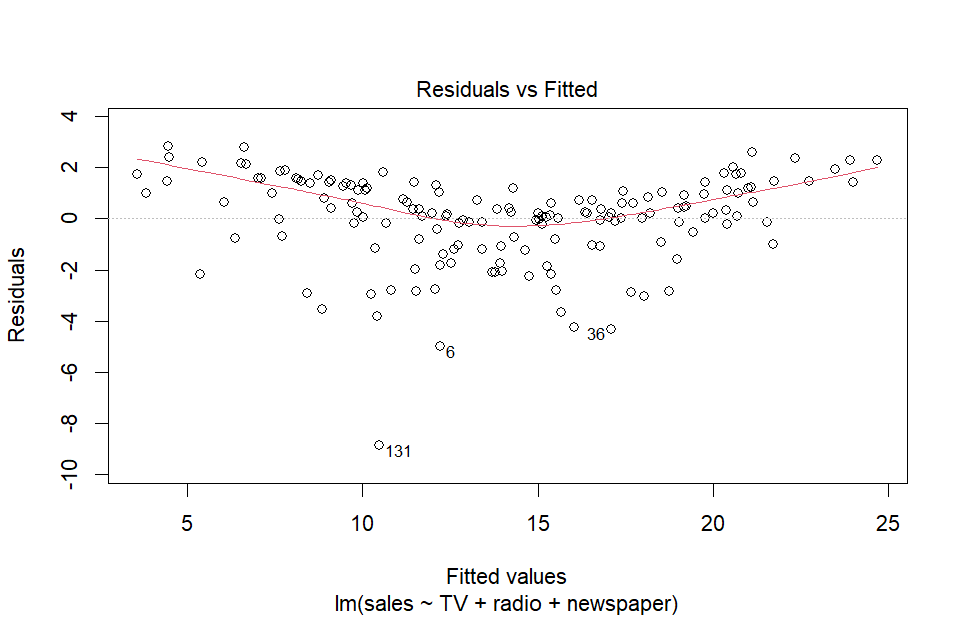 Residuals vs Fitted
4
2
0
-2
-4
-6
-8
-10
Residuals
36
6
131
5 10 15 20 25
Fitted values
lm(sales ~ TV + radio + newspaper)